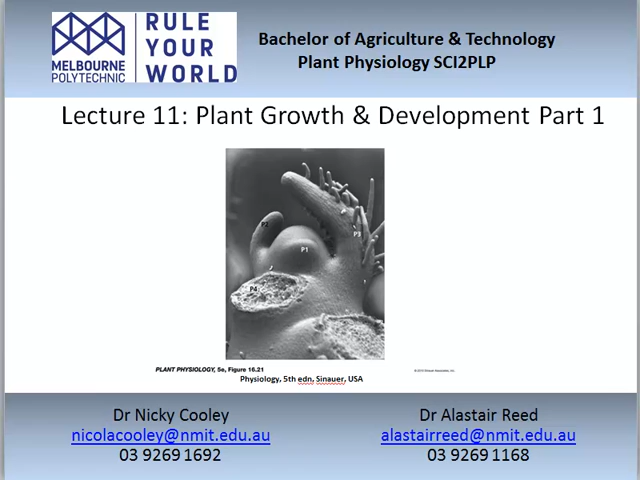 MELBOURNE
POLYTECHNIC
RULE
YOUR
WORLD
Bachelor of Agriculture & Technology
Plant Physiology SCI2PLP
Lecture 11: Plant Growth & Development Part 1
P2
P1
P3
P4
PLANT PHYSIOLOGY, 5e, Figure 16.21
Physiology, 5th edn, Sinauer, USA
Dr Nicky Cooley
nicolacooley@nmit.edu.au
03 9269 1692
Dr Alastair Reed
alastairreed@nmit.edu.au
03 9269 1168